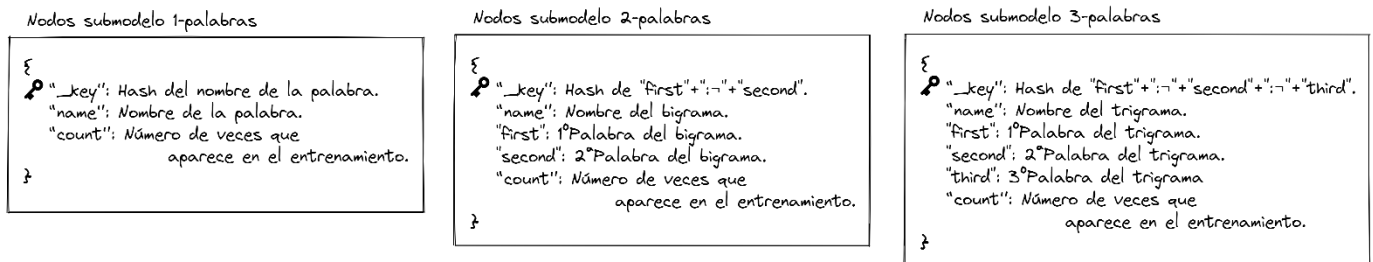 Nodos submodelo 1-palabras
{
"_key": Hash del nombre de la palabra.
"name": Nombre de la palabra.
"count": Número de veces que
aparece en el entrenamiento.
}
Nodos submodelo 2-palabras
{
"_key": Hash de "first"+":¬"+"second".
"name": Nombre del bigrama.
"first": 1ºPalabra del bigrama.
"second": 2ºPalabra del bigrama.
"count": Número de veces que
aparece en el entrenamiento.
}
Nodos submodelo 3-palabras
{
"_key": Hash de "first"+":¬"+"second"+":¬"+"third".
"name": Nombre del trigrama.
"first": 1ºPalabra del trigrama.
"second": 2ºPalabra del trigrama.
"third": 3ºPalabra del trigrama
"count": Número de veces que
aparece en el entrenamiento.
}